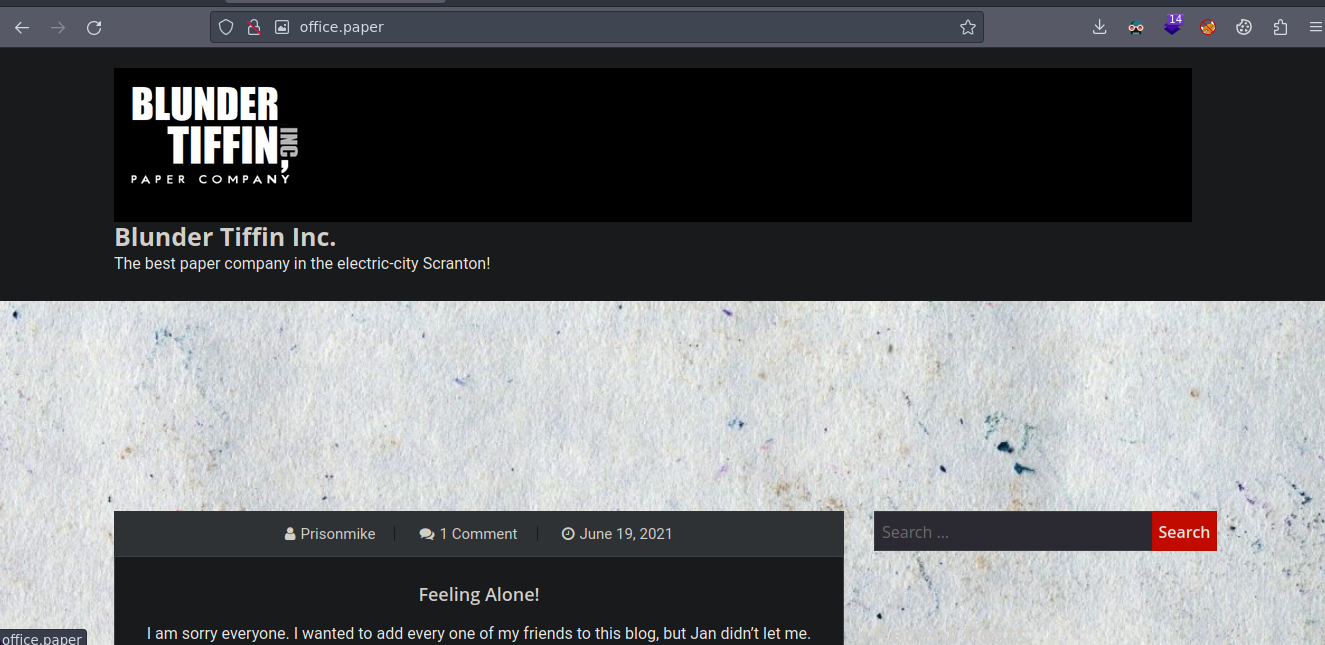 office.paper
14
BLUNDER
TIFFIN INC,
PAPER COMPANY
Blunder Tiffin Inc.
The best paper company in the electric-city Scranton!
Prisonmike 1 Comment June 19, 2021
Search ... Search
Feeling Alone!
I am sorry everyone. I wanted to add every one of my friends to this blog, but Jan didn’t let me.
office.paper